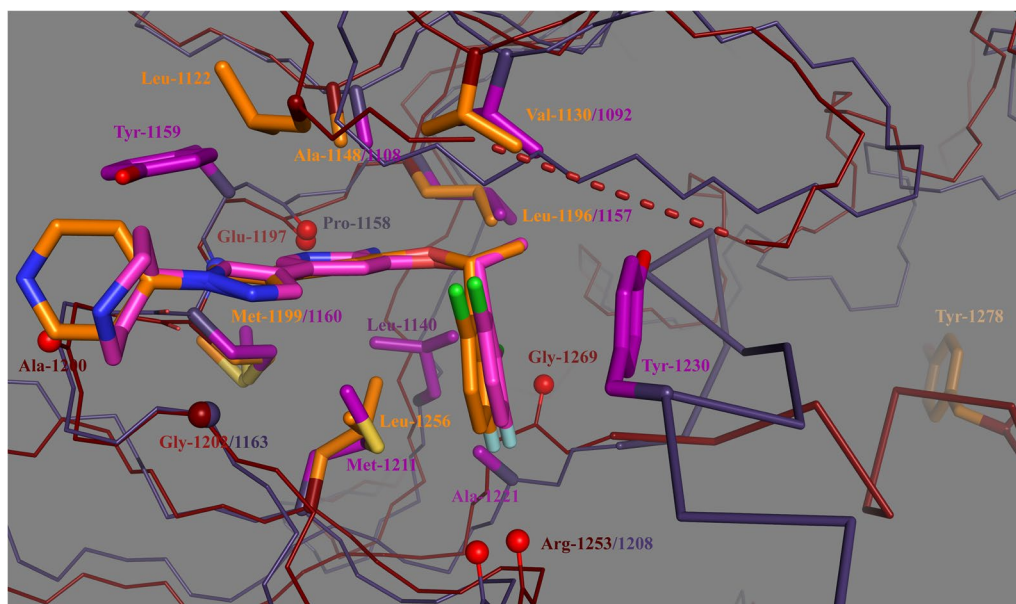 Leu-1122
Val-1130/1092
Tyr-1159
Ala-1148/1108
Leu-1196/1157
Pro-1158
Glu-1197
Met-1199/1160
Tyr-1278
Leu-1140
Gly-1269
Tyr-1230
Ala-1200
Leu-1256
Gly-1202/1163
Met-1211
Ala-1221
Arg-1253/1208